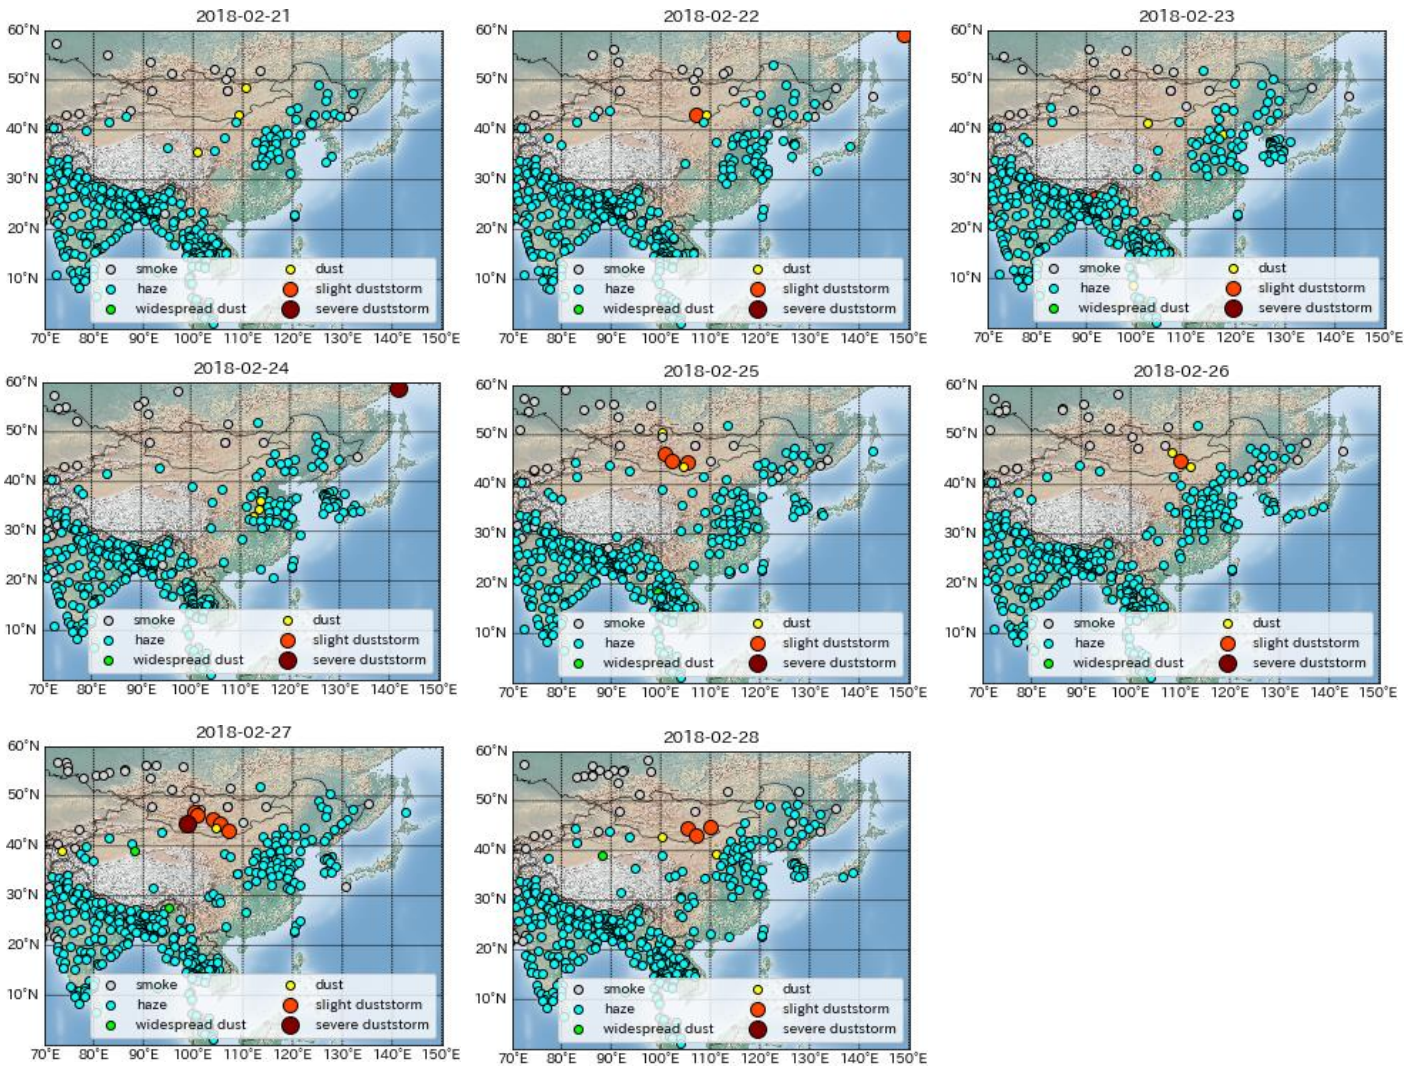 2018-02-21
60°N
50°N
40°N
30°N
20°N
10°N
70°E 80°E 90°E 100°E 110°E 120°E 130°E 140°E 150°E
smoke dust
haze slight duststorm
widespread dust severe duststorm
2018-02-22
60°N
50°N
40°N
30°N
20°N
10°N
70°E 80°E 90°E 100°E 110°E 120°E 130°E 140°E 150°E
smoke dust
haze slight duststorm
widespread dust severe duststorm
2018-02-23
60°N
50°N
40°N
30°N
20°N
10°N
70°E 80°E 90°E 100°E 110°E 120°E 130°E 140°E 150°E
smoke dust
haze slight duststorm
widespread dust severe duststorm
2018-02-24
60°N
50°N
40°N
30°N
20°N
10°N
70°E 80°E 90°E 100°E 110°E 120°E 130°E 140°E 150°E
smoke dust
haze slight duststorm
widespread dust severe duststorm
2018-02-25
60°N
50°N
40°N
30°N
20°N
10°N
70°E 80°E 90°E 100°E 110°E 120°E 130°E 140°E 150°E
smoke dust
haze slight duststorm
widespread dust severe duststorm
2018-02-26
60°N
50°N
40°N
30°N
20°N
10°N
70°E 80°E 90°E 100°E 110°E 120°E 130°E 140°E 150°E
smoke dust
haze slight duststorm
widespread dust severe duststorm
2018-02-27
60°N
50°N
40°N
30°N
20°N
10°N
70°E 80°E 90°E 100°E 110°E 120°E 130°E 140°E 150°E
smoke dust
haze slight duststorm
widespread dust severe duststorm
2018-02-28
60°N
50°N
40°N
30°N
20°N
10°N
70°E 80°E 90°E 100°E 110°E 120°E 130°E 140°E 150°E
smoke dust
haze slight duststorm
widespread dust severe duststorm